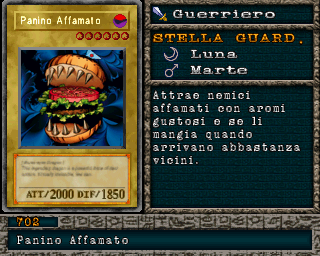 Panino Affamato
ATT/2000 DIF/1850
Guerriero
STELLA GUARD.
Luna
Marte
Attrae nemici
affamati con aromi
gustosi e se li
mangia quando
arrivano abbastanza
vicini.
702
Panino Affamato